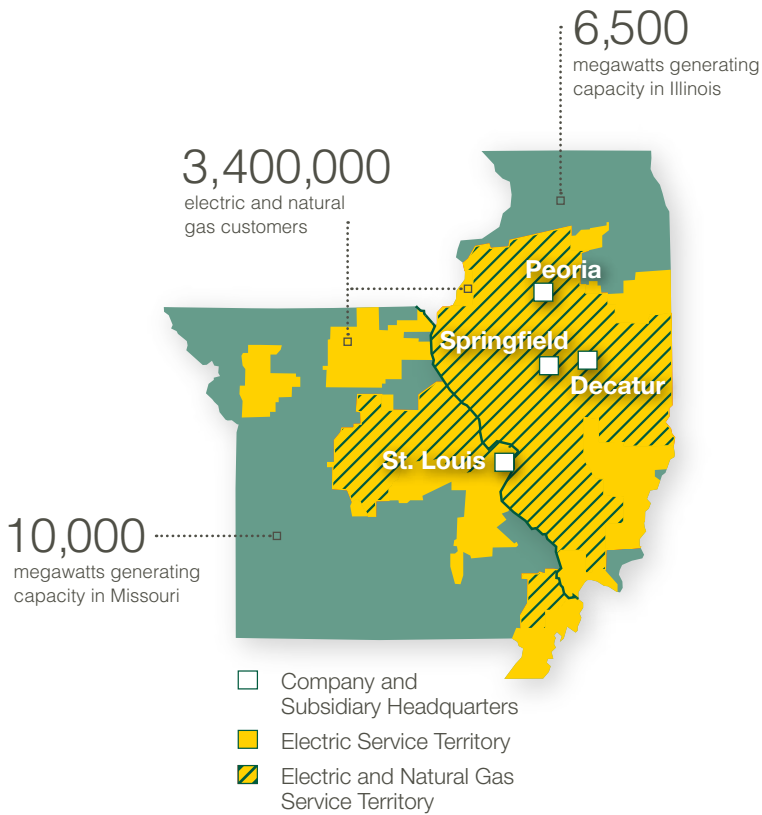 6,500
megawatts generating
capacity in Illinois
3,400,000
electric and natural
gas customers
Peoria
Springfield
Decatur
St. Louis
10,000
megawatts generating
capacity in Missouri
Company and
Subsidiary Headquarters
Electric Service Territory
Electric and Natural Gas
Service Territory